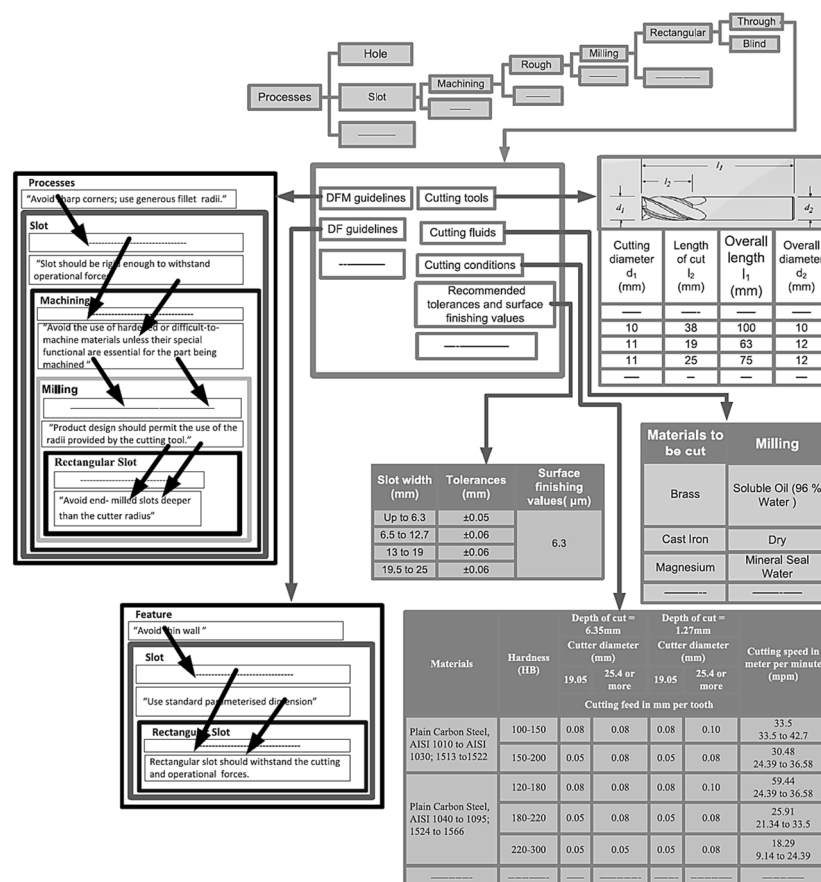 Through
Rectangular
Blind
Milling
Hole
Rough
Machining
Processes
Slot
Processes
“Avoid sharp corners; use generous fillet radii.”
Slot
“Slot should be rigid enough to withstand
operational forces
Machining
“Avoid the use of hardened or difficult-to-
machine materials unless their special
functional are essential for the part being
machined ”
Milling
“Product design should permit the use of the
radii provided by the cutting tool.”
Rectangular Slot
“Avoid end- milled slots deeper
than the cutter radius”
DFM guidelines
Cutting tools
DF guidelines
Cutting fluids
Cutting conditions
Recommended
tolerances and surface
finishing values
l1
l2
d1
d2
Cutting diameter d1 (mm) Length of cut l2 (mm) Overall length l1 (mm) Overall diameter d2 (mm)
10 38 100 10
11 19 63 12
11 25 75 12
Slot width (mm) Tolerances (mm) Surface finishing values( µm)
Up to 6.3 ±0.05
6.5 to 12.7 ±0.06
6.3
13 to 19 ±0.06
19.5 to 25 ±0.06
Materials to be cut Milling
Brass Soluble Oil (96 % Water )
Cast Iron Dry
Magnesium Mineral Seal Water
Feature
“Avoid thin wall ”
Slot
“Use standard parameterised dimension”
Rectangular Slot
Rectangular slot should withstand the cutting
and operational forces.
Materials Hardness (HB) Depth of cut = 6.35mm Depth of cut = 1.27mm Cutting speed in meter per minute (mpm)
Cutter diameter (mm) Cutter diameter (mm)
19.05 25.4 or more 19.05 25.4 or more
Cutting feed in mm per tooth
Plain Carbon Steel, AISI 1010 to AISI 1030; 1513 to1522
100-150 0.08 0.08 0.08 0.10 33.5 33.5 to 42.7
150-200 0.05 0.08 0.05 0.08 30.48 24.39 to 36.58
Plain Carbon Steel, AISI 1040 to 1095; 1524 to 1566
120-180 0.08 0.08 0.08 0.10 59.44 24.39 to 36.58
180-220 0.05 0.08 0.05 0.08 25.91 21.34 to 33.5
220-300 0.05 0.05 0.05 0.08 18.29 9.14 to 24.39